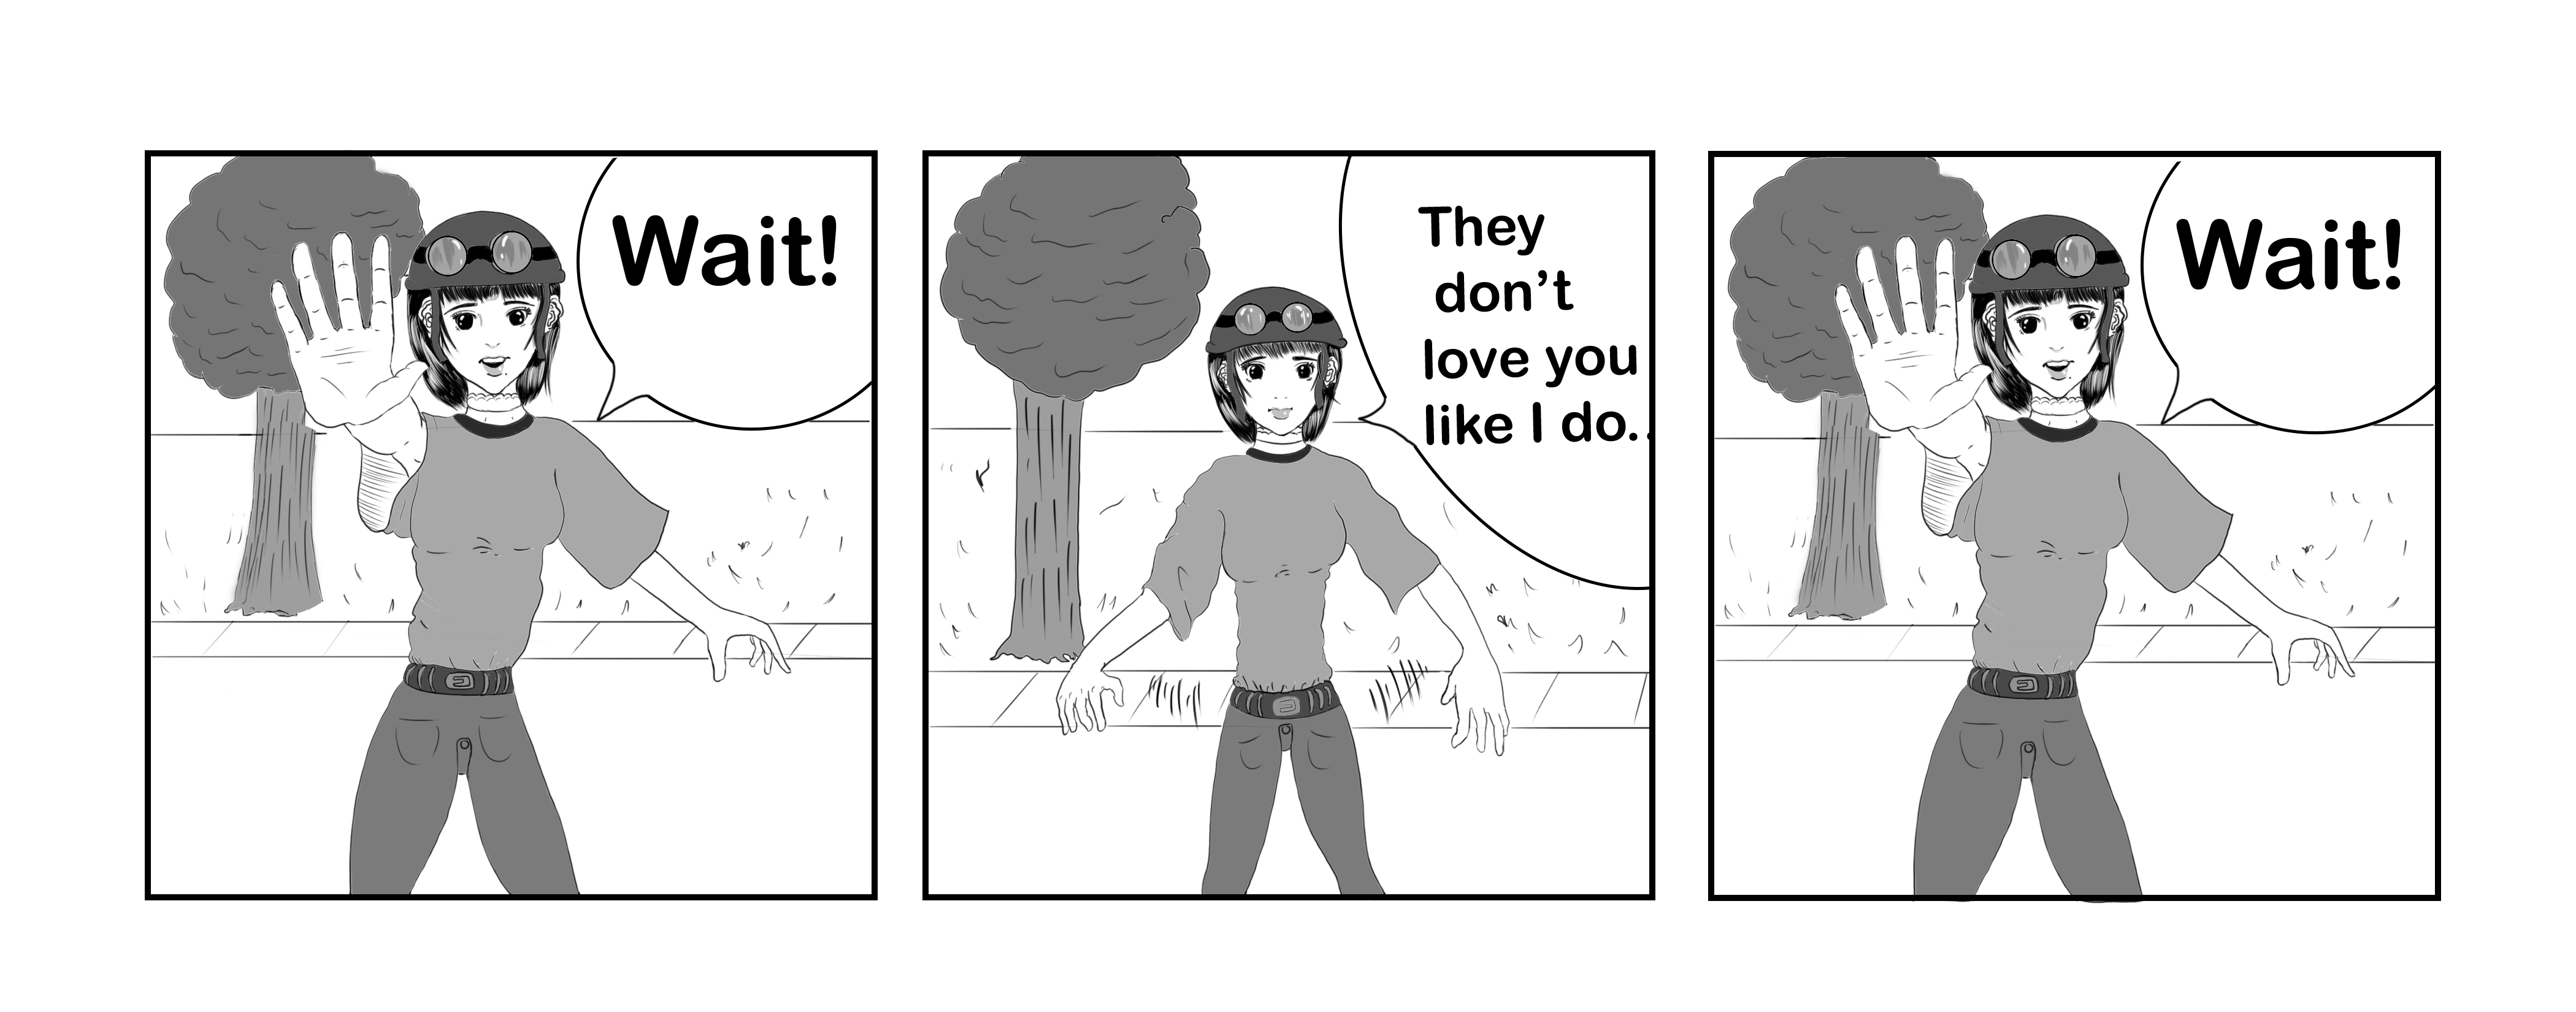 Wait!
They
don’t
love you
like I do..
Wait!